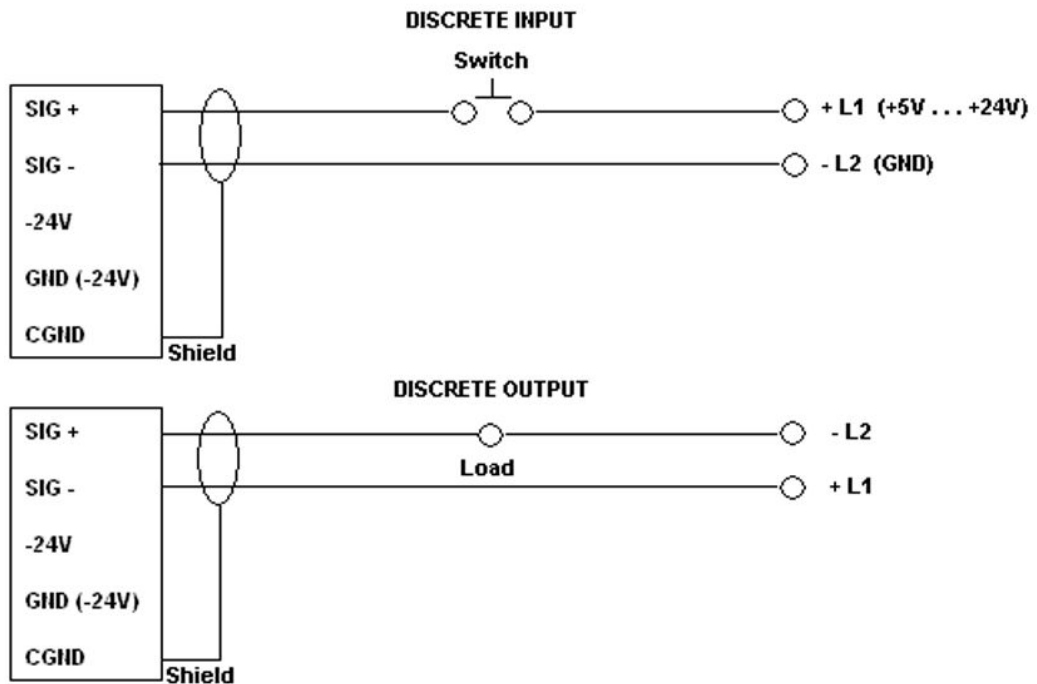 DISCRETE INPUT
Switch
SIG +
+ L1 (+5V . . . +24V)
SIG -
- L2 (GND)
-24V
GND (-24V)
CGND
Shield
DISCRETE OUTPUT
SIG +
- L2
Load
SIG -
+ L1
-24V
GND (-24V)
CGND
Shield